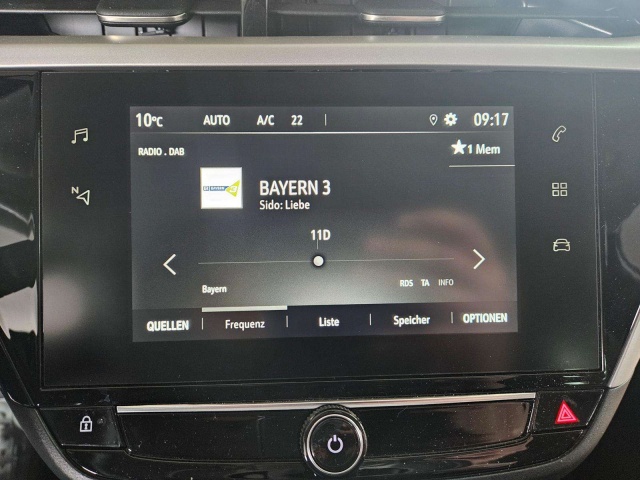 10°C AUTO A/C 22 09:17
RADIO . DAB
1 Mem
N
BAYERN 3
Sido: Liebe
11D
Bayern RDS TA INFO
QUELLEN Frequenz Liste Speicher OPTIONEN